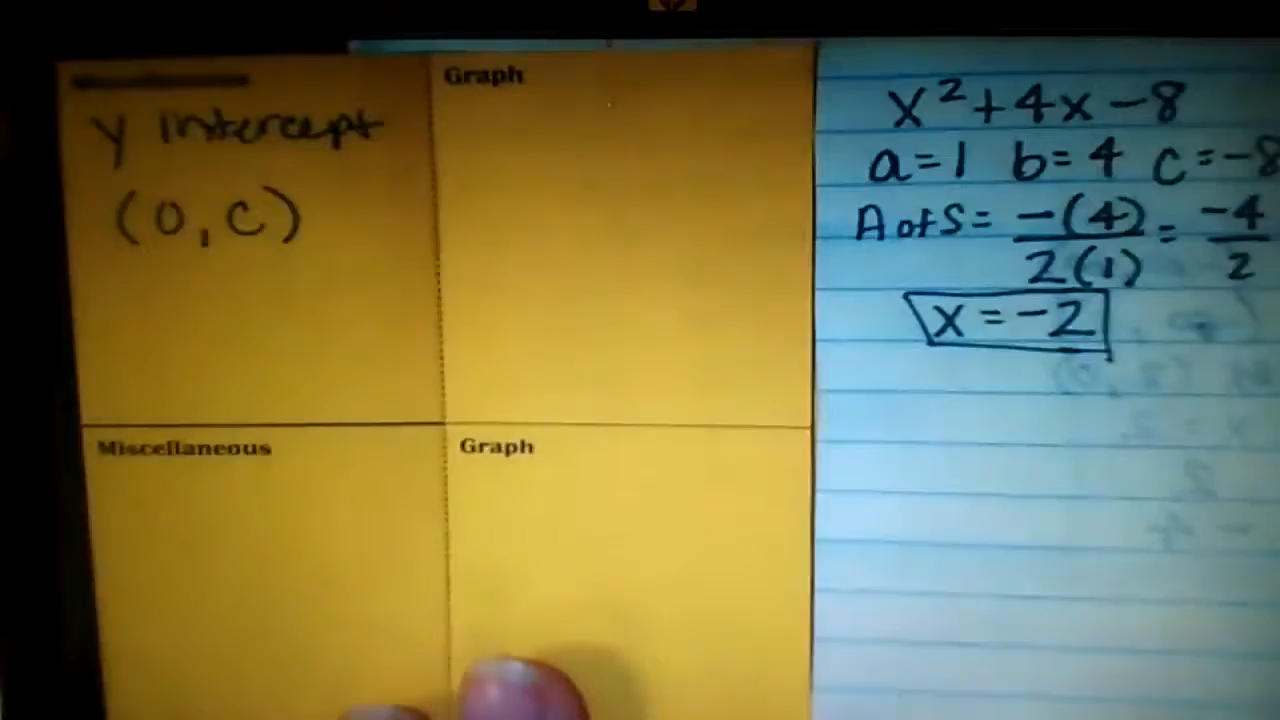 Graph
y intercept
(0, C)
Miscellaneous
Graph
x²+4x-8
a=1 b=4 c=-8
A of S = -(4)/2(1) = -4/2
x=-2